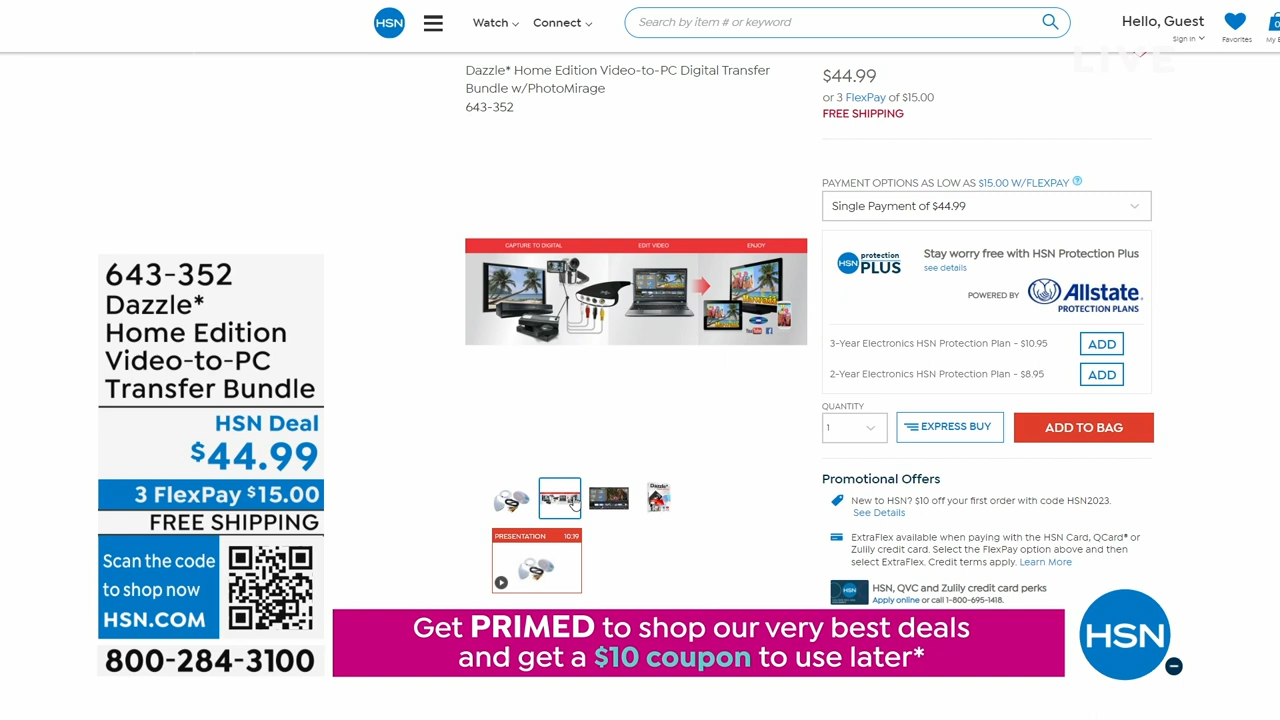 HSN
Watch
Connect
Search by item # or keyword
Hello, Guest
Sign In
Favorites
0
LIVE
Dazzle* Home Edition Video-to-PC Digital Transfer
Bundle w/PhotoMirage
643-352
$44.99
or 3 FlexPay of $15.00
FREE SHIPPING
PAYMENT OPTIONS AS LOW AS $15.00 W/FLEXPAY ?
Single Payment of $44.99
HSN protection PLUS
Stay worry free with HSN Protection Plus
see details
POWERED BY Allstate.
PROTECTION PLANS
3-Year Electronics HSN Protection Plan - $10.95 ADD
2-Year Electronics HSN Protection Plan - $8.95 ADD
QUANTITY
1
EXPRESS BUY
ADD TO BAG
Promotional Offers
New to HSN? $10 off your first order with code HSN2023.
See Details
ExtraFlex available when paying with the HSN Card, QCard® or
Zulily credit card. Select the FlexPay option above and then
select ExtraFlex. Credit terms apply. Learn More
HSN, QVC and Zulily credit card perks
Apply online or call 1-800-695-1418.
CAPTURE TO DIGITAL
EDIT VIDEO
ENJOY
YouTube
Dazzle*
PRESENTATION 10:19
643-352
Dazzle*
Home Edition
Video-to-PC
Transfer Bundle
HSN Deal
$44.99
3 FlexPay $15.00
FREE SHIPPING
Scan the code
to shop now
HSN.COM
800-284-3100
Get PRIMED to shop our very best deals
and get a $10 coupon to use later*
HSN